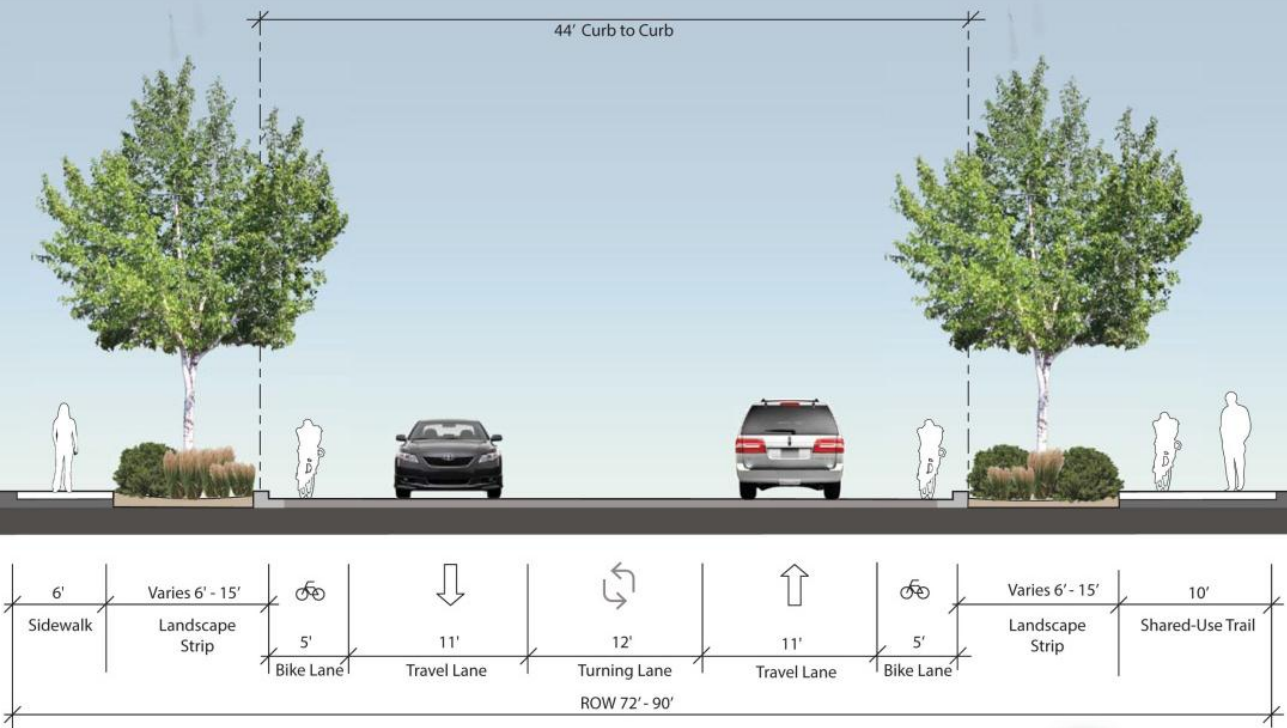 44' Curb to Curb
6'
Sidewalk
Varies 6' - 15'
Landscape
Strip
5'
Bike Lane
11'
Travel Lane
12'
Turning Lane
11'
Travel Lane
5'
Bike Lane
Varies 6' - 15'
Landscape
Strip
10'
Shared-Use Trail
ROW 72' - 90'